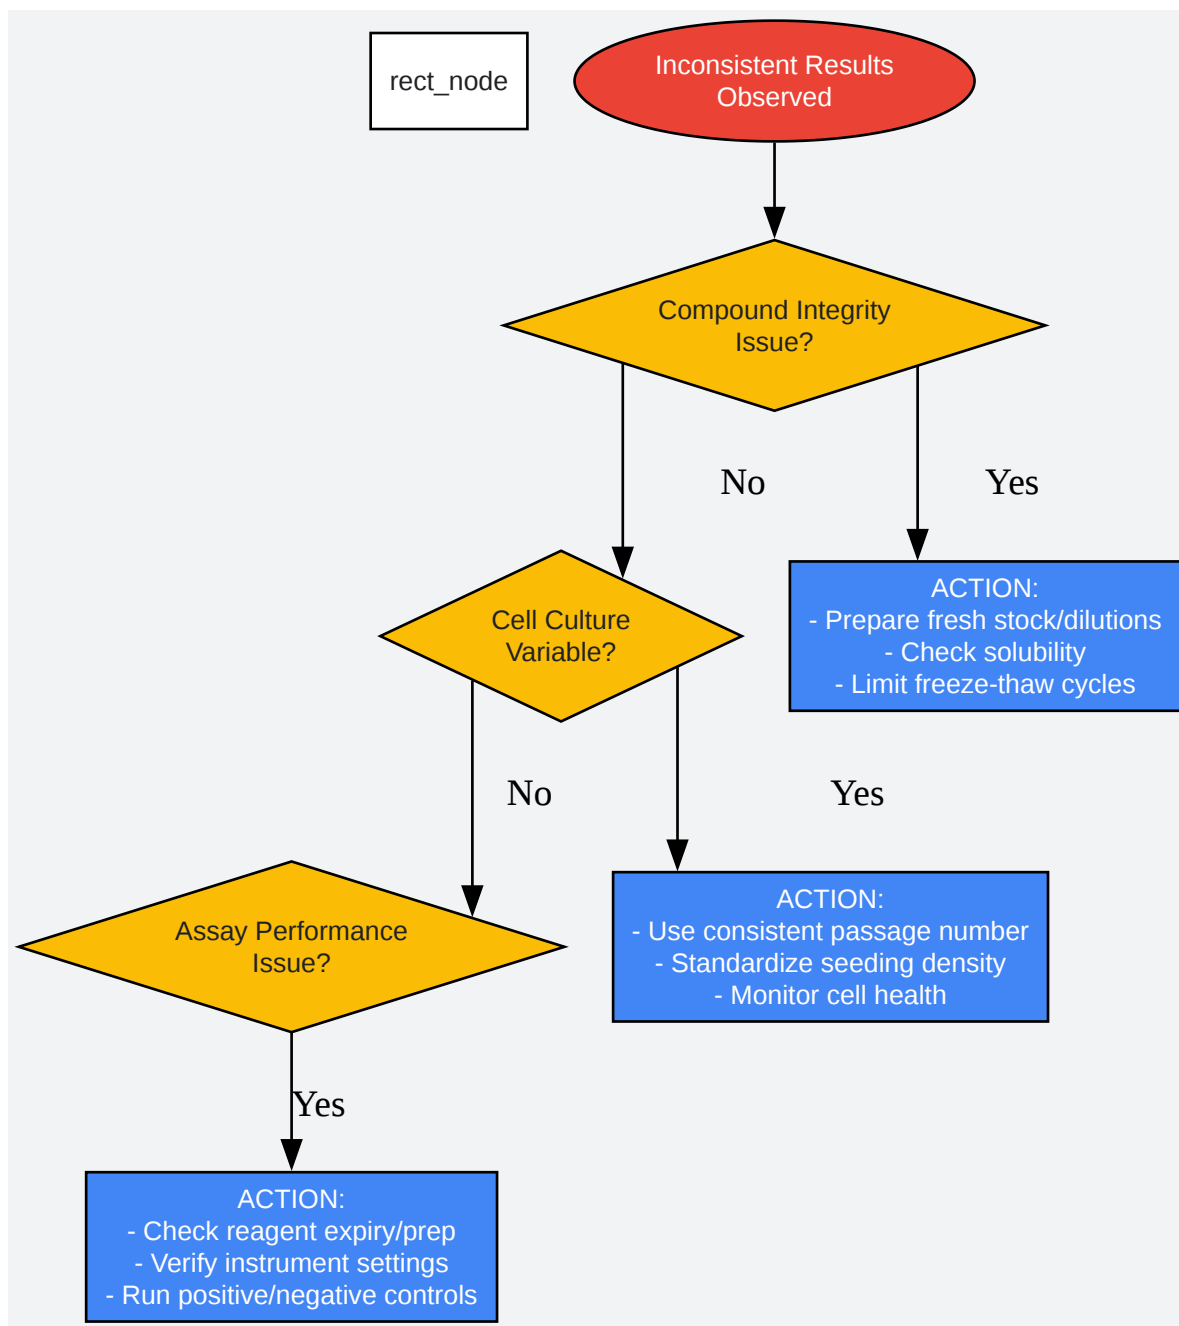 rect_node
Inconsistent Results
Observed
Compound Integrity
Issue?
No
Yes
Cell Culture
Variable?
ACTION:
- Prepare fresh stock/dilutions
- Check solubility
- Limit freeze-thaw cycles
No
Yes
Assay Performance
Issue?
ACTION:
- Use consistent passage number
- Standardize seeding density
- Monitor cell health
Yes
ACTION:
- Check reagent expiry/prep
- Verify instrument settings
- Run positive/negative controls